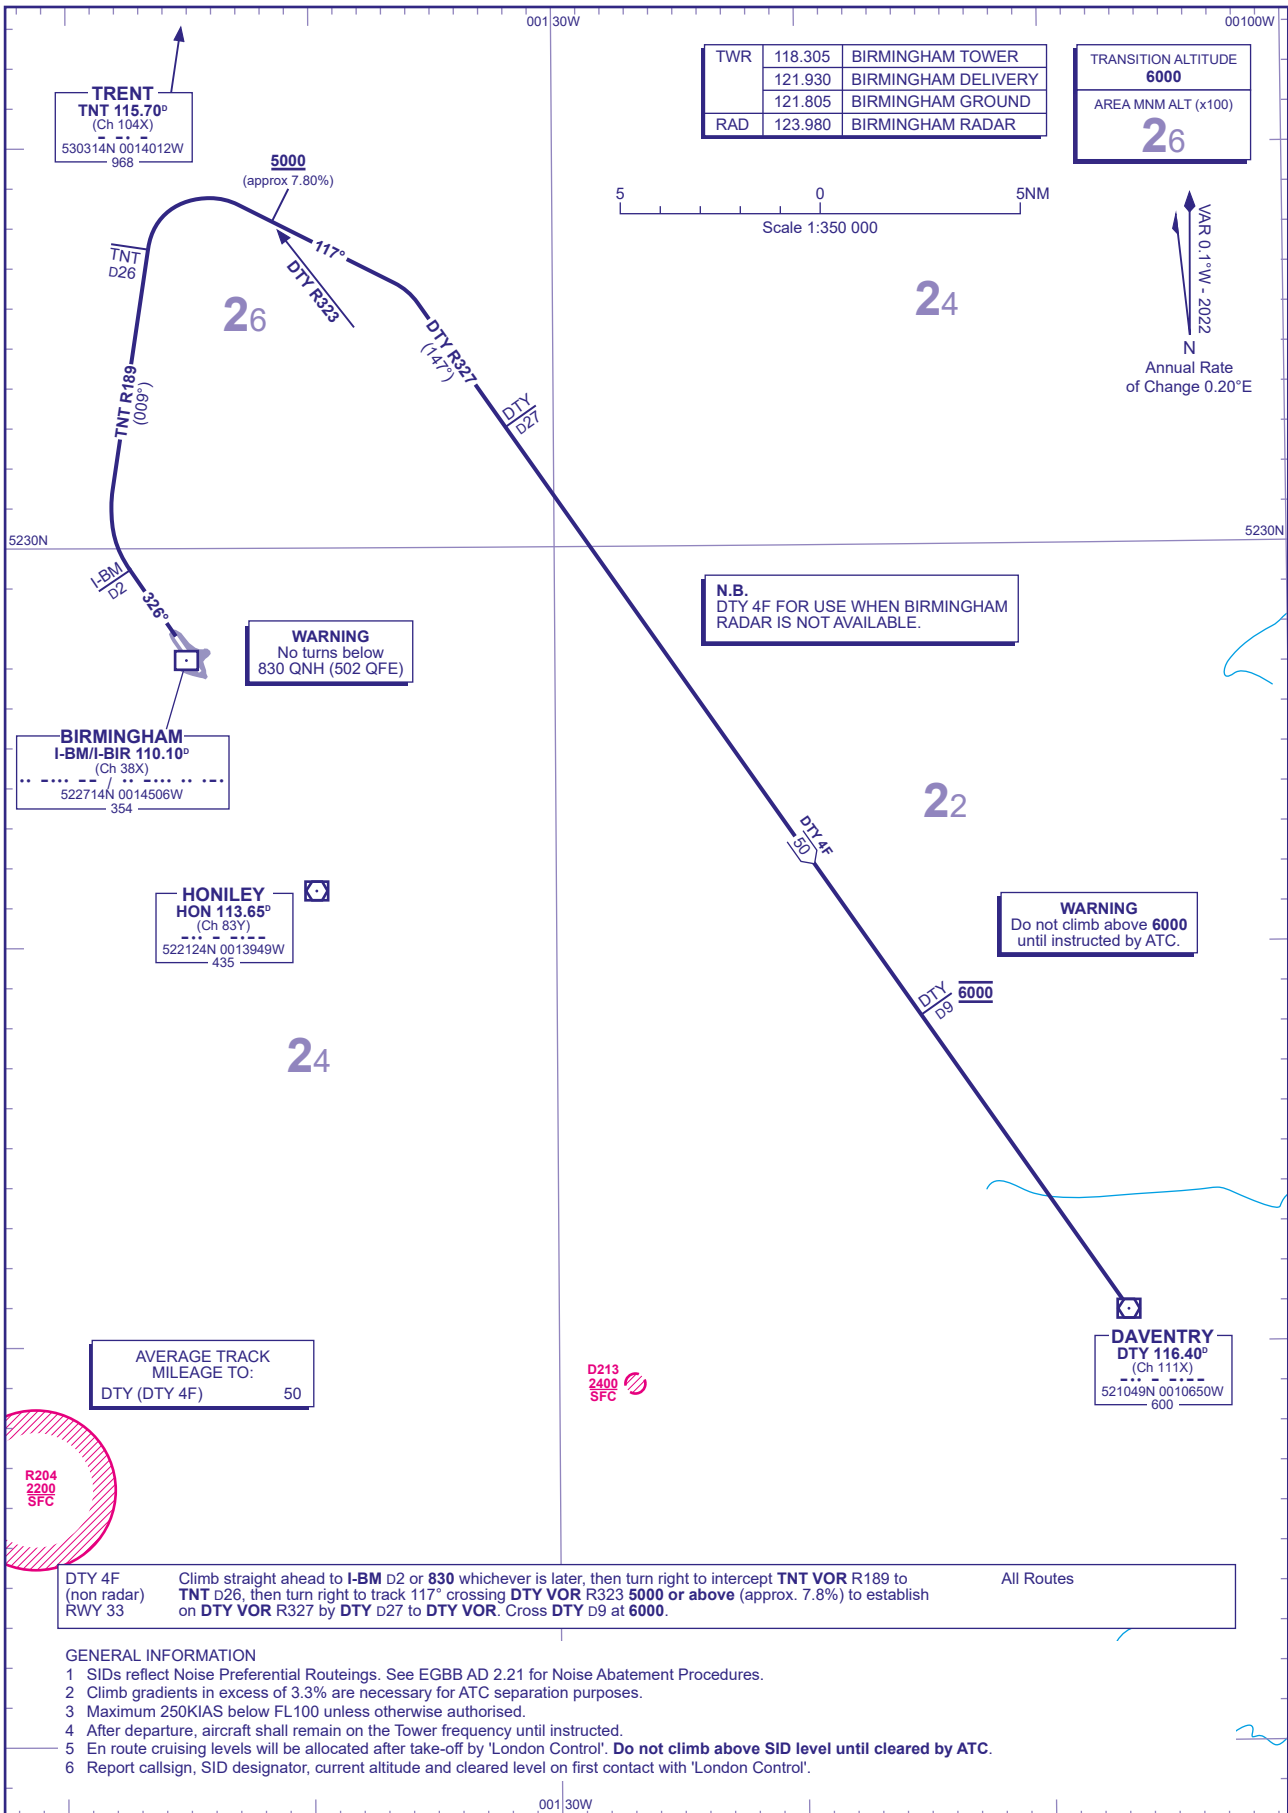 00130W
00100W
TRENT
TNT 115.70ᴰ
(Ch 104X)
530314N 0014012W
968
TWR 118.305 BIRMINGHAM TOWER
121.930 BIRMINGHAM DELIVERY
121.805 BIRMINGHAM GROUND
RAD 123.980 BIRMINGHAM RADAR
TRANSITION ALTITUDE
6000
AREA MNM ALT (x100)
26
5000
(approx 7.80%)
5 0 5NM
Scale 1:350 000
VAR 0.1°W - 2022
N
Annual Rate
of Change 0.20°E
TNT
D26
117°
DTY R323
26
24
DTY R327
(147°)
TNT R189
(009°)
DTY
D27
5230N
5230N
I-BM
D2
326°
WARNING
No turns below
830 QNH (502 QFE)
N.B.
DTY 4F FOR USE WHEN BIRMINGHAM
RADAR IS NOT AVAILABLE.
BIRMINGHAM
I-BM/I-BIR 110.10ᴰ
(Ch 38X)
/
522714N 0014506W
354
22
DTY 4F
50
HONILEY
HON 113.65ᴰ
(Ch 83Y)
522124N 0013949W
435
WARNING
Do not climb above 6000
until instructed by ATC.
DTY
D9
6000
24
DAVENTRY
DTY 116.40ᴰ
(Ch 111X)
521049N 0010650W
600
AVERAGE TRACK
MILEAGE TO:
DTY (DTY 4F) 50
D213
2400
SFC
R204
2200
SFC
DTY 4F Climb straight ahead to I-BM D2 or 830 whichever is later, then turn right to intercept TNT VOR R189 to All Routes
(non radar) TNT D26, then turn right to track 117° crossing DTY VOR R323 5000 or above (approx. 7.8%) to establish
RWY 33 on DTY VOR R327 by DTY D27 to DTY VOR. Cross DTY D9 at 6000.
GENERAL INFORMATION
1 SIDs reflect Noise Preferential Routeings. See EGBB AD 2.21 for Noise Abatement Procedures.
2 Climb gradients in excess of 3.3% are necessary for ATC separation purposes.
3 Maximum 250KIAS below FL100 unless otherwise authorised.
4 After departure, aircraft shall remain on the Tower frequency until instructed.
5 En route cruising levels will be allocated after take-off by 'London Control'. Do not climb above SID level until cleared by ATC.
6 Report callsign, SID designator, current altitude and cleared level on first contact with 'London Control'.
00130W